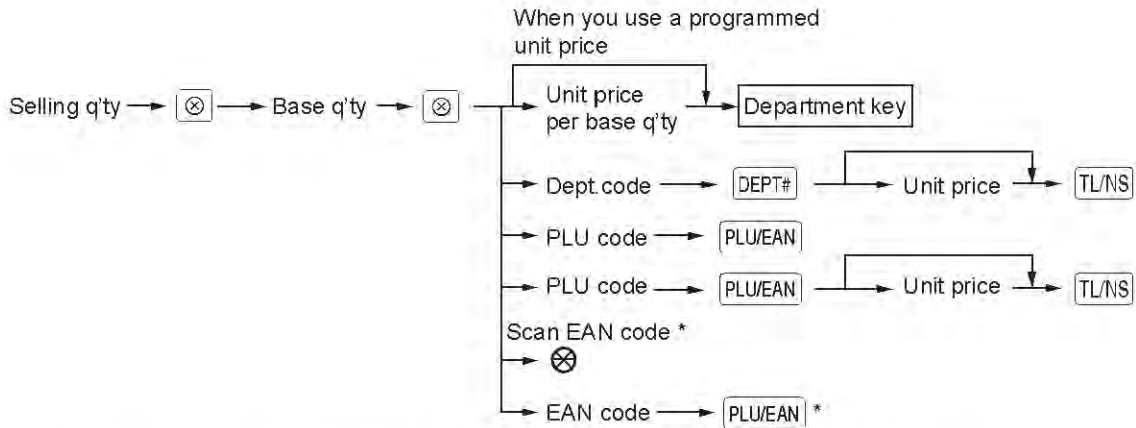 When you use a programmed
unit price
Selling q'ty ⊗ Base q'ty ⊗ Unit price
per base q'ty Department key
Dept. code DEPT# Unit price TL/NS
PLU code PLU/EAN
PLU code PLU/EAN Unit price TL/NS
Scan EAN code *
EAN code PLU/EAN *